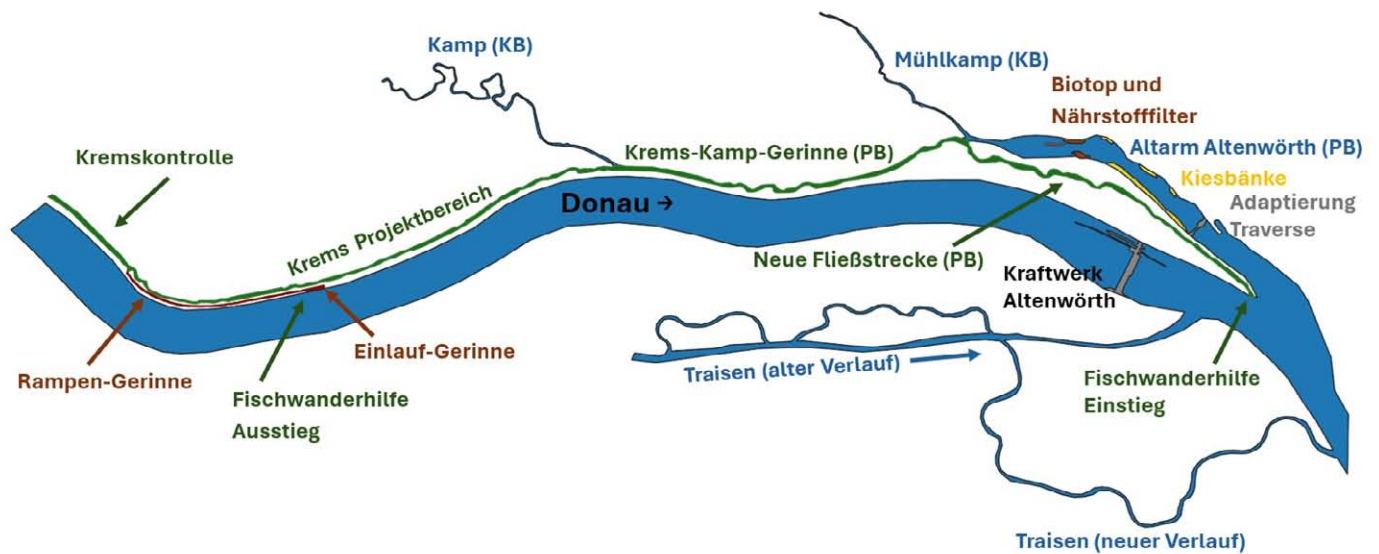 Kamp (KB)
Mühlkamp (KB)
Biotop und
Nährstofffilter
Kremskontrolle
Krems-Kamp-Gerinne (PB)
Altarm Altenwörth (PB)
Kiesbänke
Adaptierung
Traverse
Krems Projektbereich
Donau →
Neue Fließstrecke (PB)
Kraftwerk
Altenwörth
Rampen-Gerinne
Einlauf-Gerinne
Fischwanderhilfe
Ausstieg
Traisen (alter Verlauf)
Fischwanderhilfe
Einstieg
Traisen (neuer Verlauf)